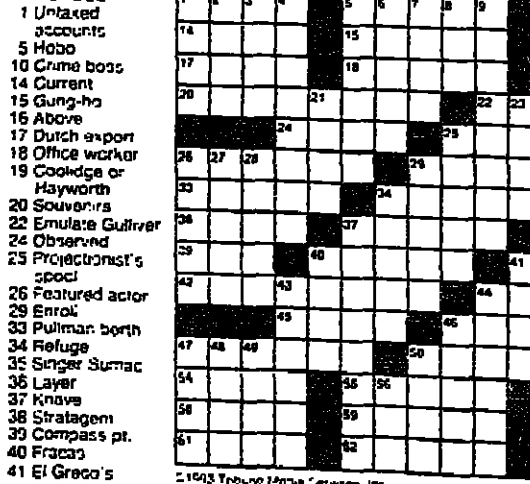 1 Untaxed
accounts
5 Hobo
10 Crime boss
14 Current
15 Gung-ho
16 Above
17 Dutch export
18 Office worker
19 Coolidge or
Hayworth
20 Souvenirs
22 Emulate Gulliver
24 Observed
25 Projectionist's
spool
26 Featured actor
29 Enroll
33 Pullman berth
34 Refuge
35 Singer Sumac
36 Layer
37 Knave
38 Stratagem
39 Compass pt.
40 Fracas
41 El Greco's
1 2 3 4 5 6 7 8 9
14 15
17 18
20 21 22 23
24 25
26 27 28 29
33 34
36 37
39 40 41
42 43 44
45 46
47 48 49 50
54 55 56
58 59
61 62
©1993 Tribune Media Services, Inc.